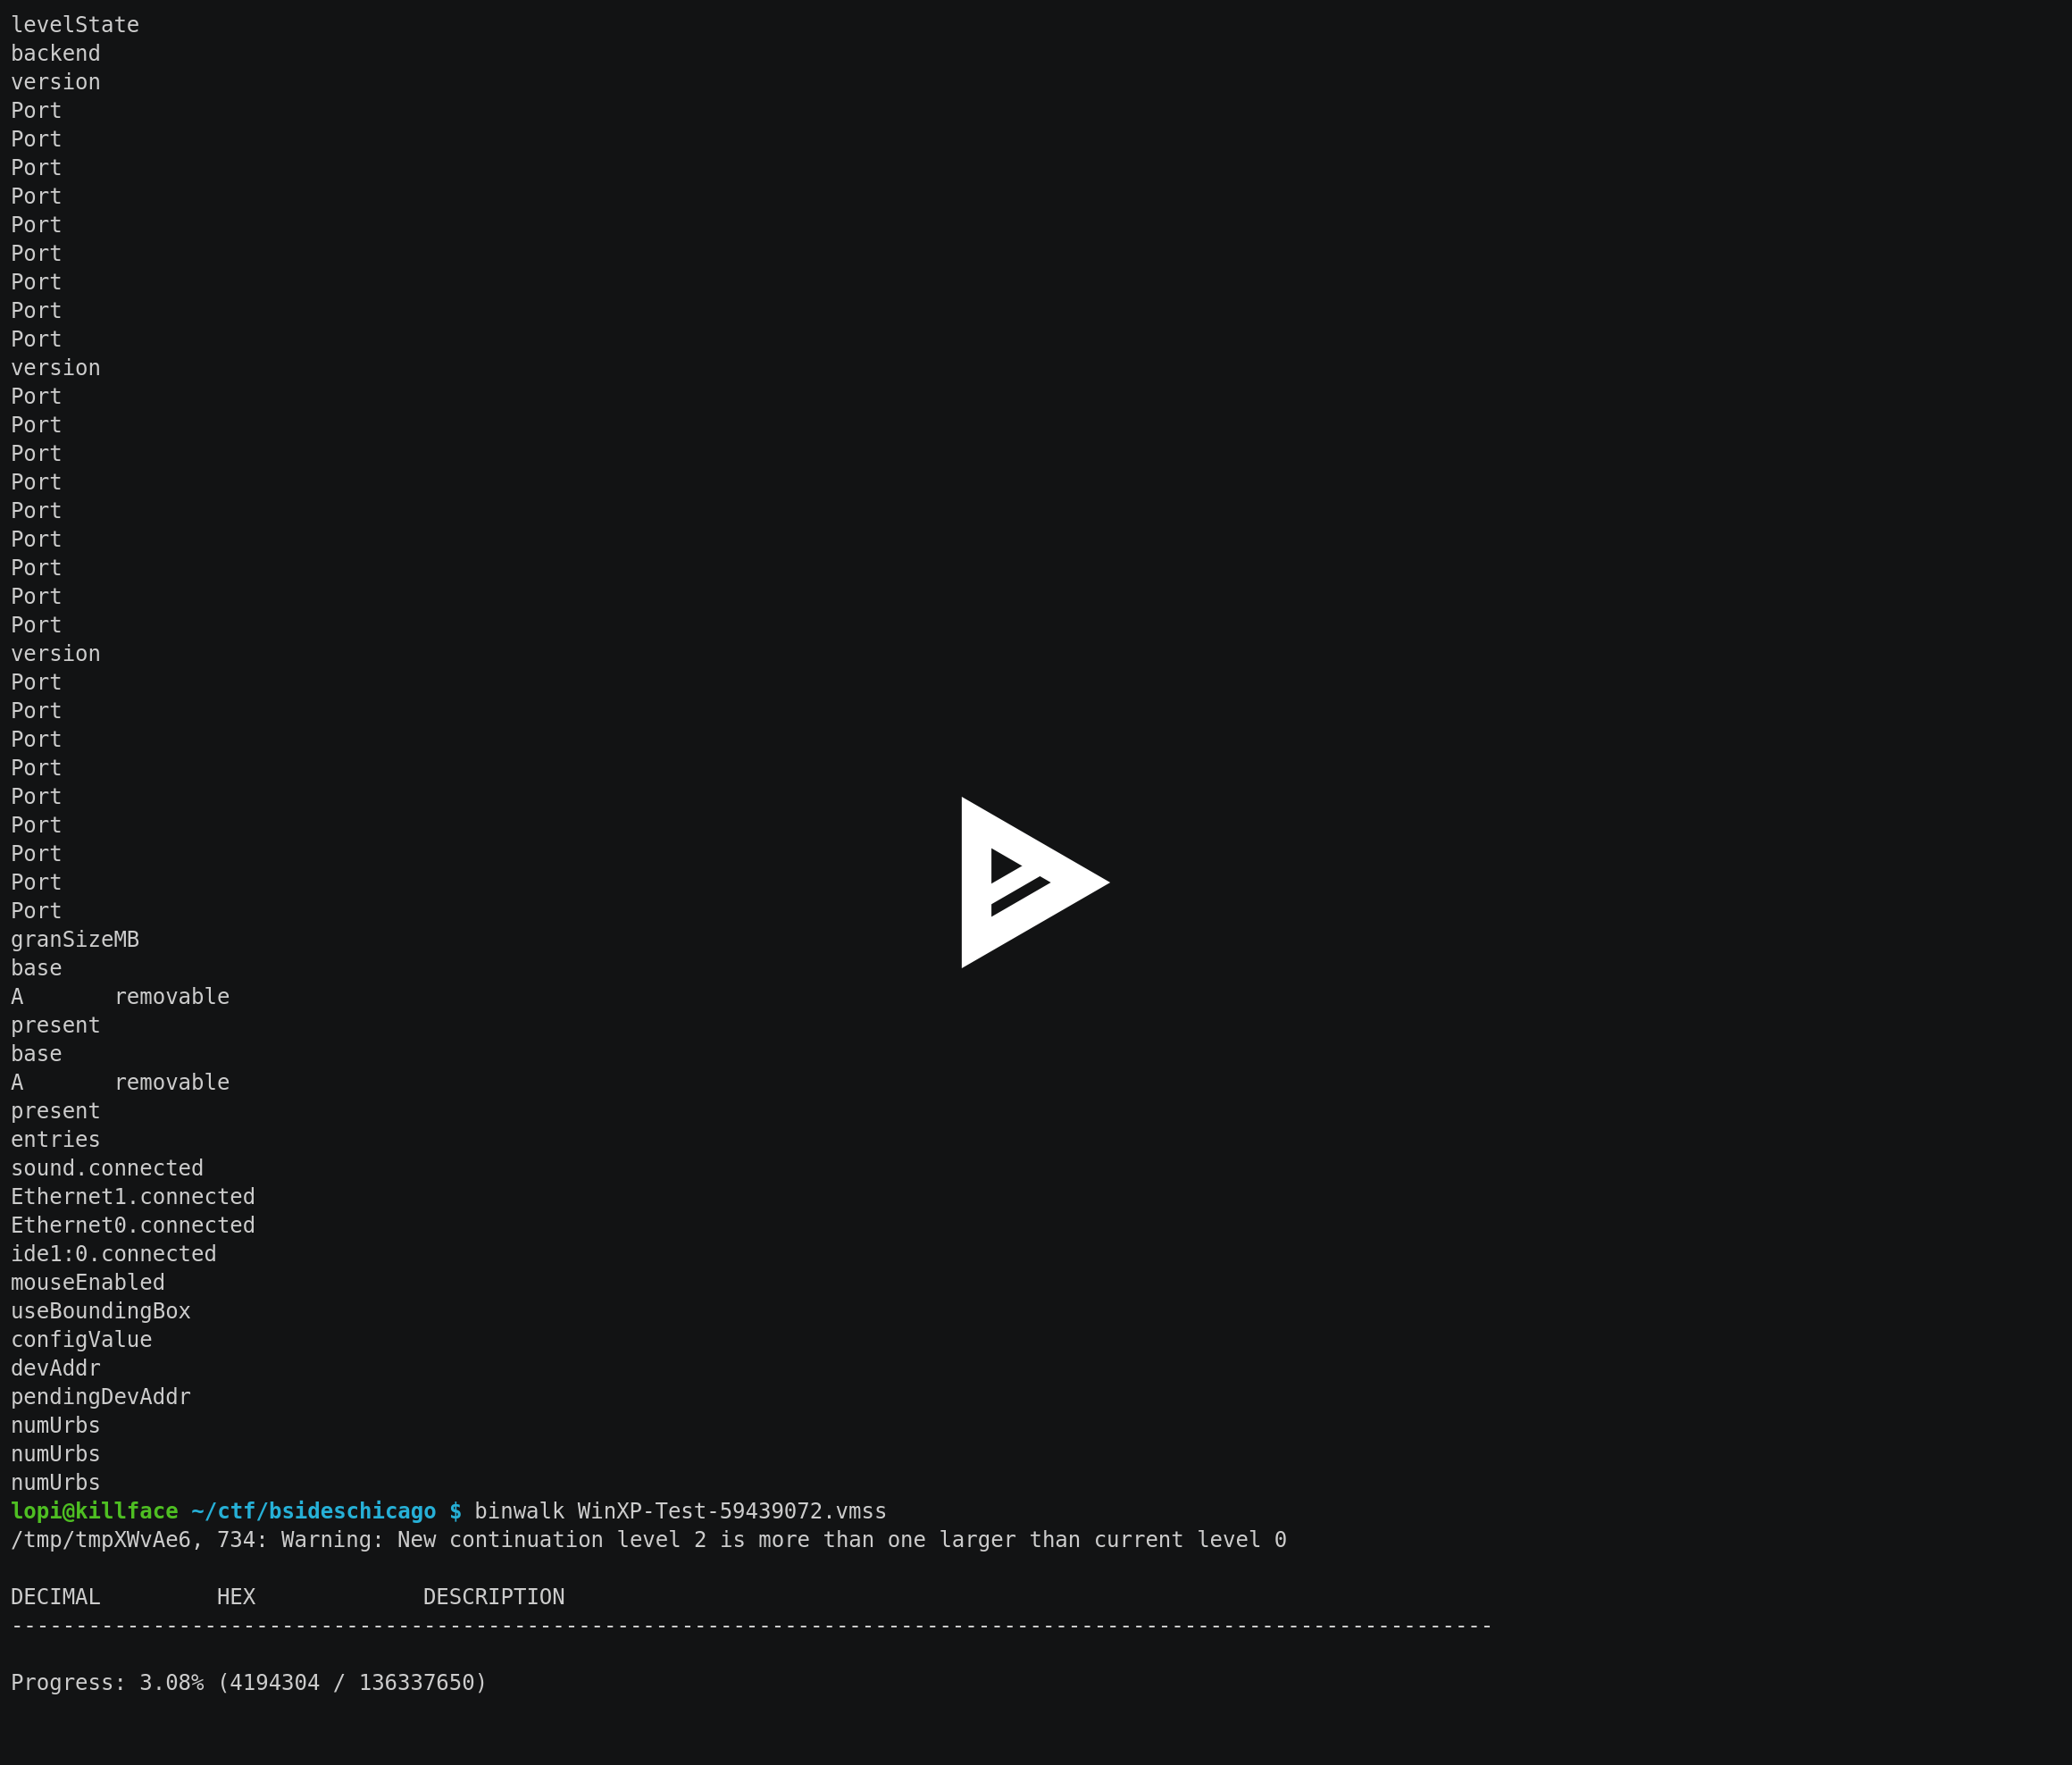 levelState
backend
version
Port
Port
Port
Port
Port
Port
Port
Port
Port
version
Port
Port
Port
Port
Port
Port
Port
Port
Port
version
Port
Port
Port
Port
Port
Port
Port
Port
Port
granSizeMB
base
A       removable
present
base
A       removable
present
entries
sound.connected
Ethernet1.connected
Ethernet0.connected
ide1:0.connected
mouseEnabled
useBoundingBox
configValue
devAddr
pendingDevAddr
numUrbs
numUrbs
numUrbs
lopi@killface ~/ctf/bsideschicago $ binwalk WinXP-Test-59439072.vmss
/tmp/tmpXWvAe6, 734: Warning: New continuation level 2 is more than one larger than current level 0
DECIMAL         HEX             DESCRIPTION
-------------------------------------------------------------------------------------------------------------------
Progress: 3.08% (4194304 / 136337650)